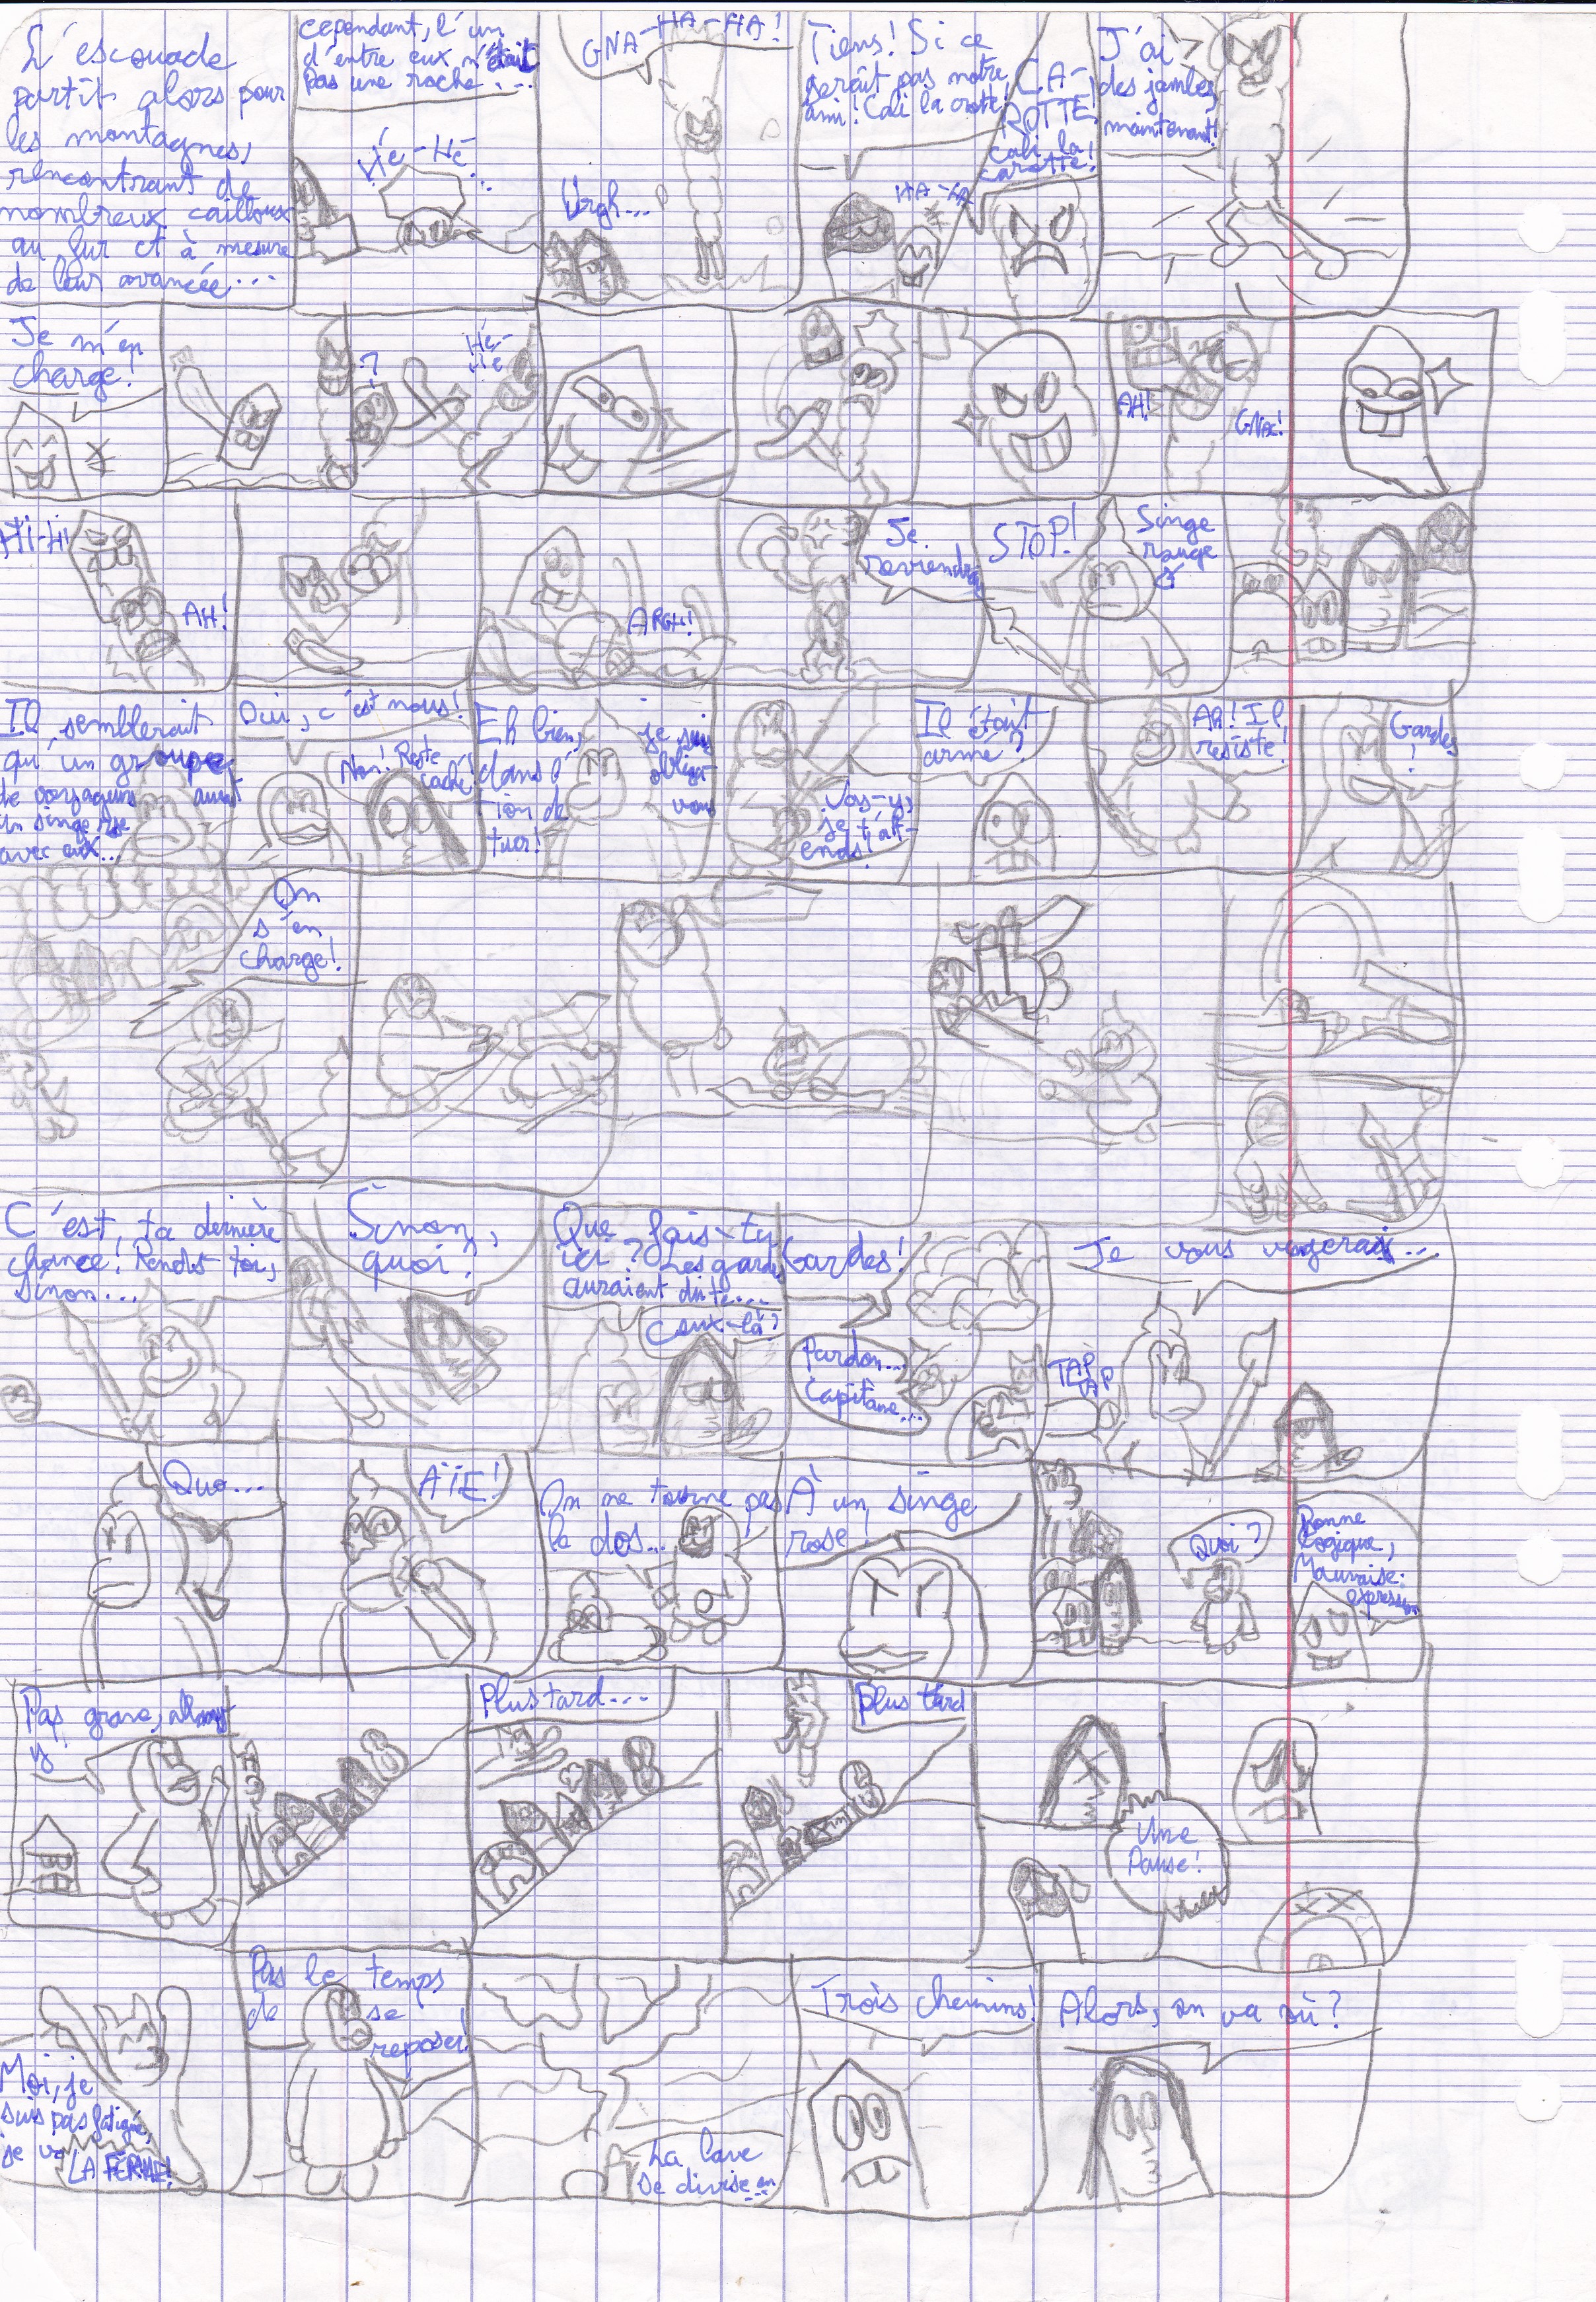 L'escouade
partit alors pour
les montagnes,
rencontrant de
nombreux cailloux
au fur et à mesure
de leur avancée...
cependant, l'un
d'entre eux n'était
pas une roche...
Hé-Hé...
GNA-HA-HA!
Urgh...
Tiens! Si ce
serait pas notre
ami! Cali la crotte!
HA-HA
CA-
ROTTE!
Cali la
carotte!
J'ai
des jambes,
maintenant!
Je m'en
charge!
?
Hé-
Hé
AH!
GNAC!
Hi-Hi
AH!
ARGH!
Je
reviendrai
STOP!
Singe
rouge
Il semblerait
qu'un groupe
de voyageurs aurait
un singe rose
avec eux...
Oui, c'est nous!
Non! Reste
caché!
Eh bien, je suis
dans l'obliga-
tion de vous
tuer!
Il était
armé?
Vas-y,
je t'att-
ends!
Ah! Il
resiste!
Gardes
!
On
s'en
charge!
C'est ta dernière
chance! Rends-toi,
sinon...
Sinon,
quoi?
Que fais-tu
ici? Les gardes
auraient dû te...
Ceux-là?
Gardes!
Pardon...
Capitaine...
Je vous vengerais...
TAP
TAP
Quo...
AÏE!
On ne tourne pas
le dos...
À un singe
rose!
Quoi?
Bonne
logique,
Mauvaise
expression
Pas grave, allons-
y!
Plus tard...
Plus tard
Une
Pause!
Moi, je
suis pas fatigué,
je v
LA FERME!
Pas le temps
de se
reposer!
La lave
se divise en
...
Trois chemins!
Alors, on va où?